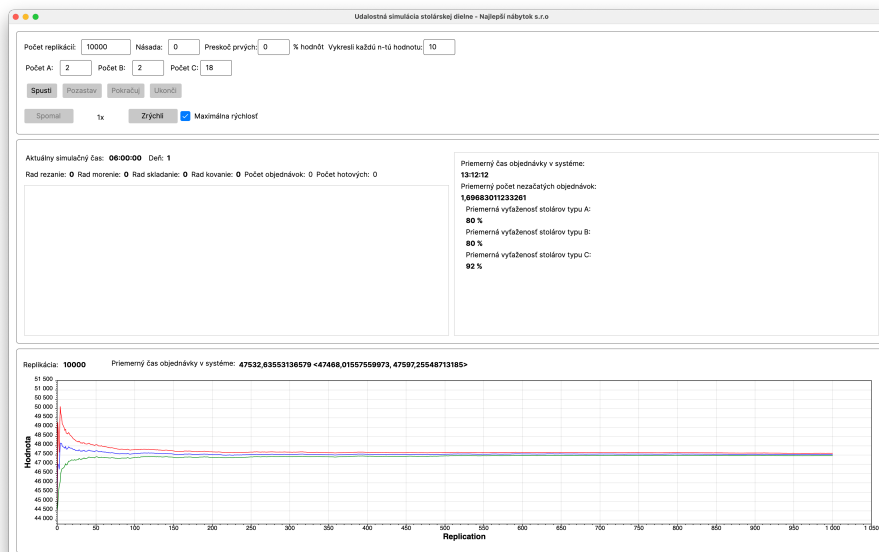 Udalostná simulácia stolárskej dielne - Najlepší nábytok s.r.o
Počet replikácií: 10000 Násada: 0 Preskoč prvých: 0 % hodnôt Vykresli každú n-tú hodnotu: 10
Počet A: 2 Počet B: 2 Počet C: 18
Spusti Pozastav Pokračuj Ukonči
Spomal 1x Zrýchli Maximálna rýchlosť
Aktuálny simulačný čas: 06:00:00 Deň: 1
Rad rezanie: 0 Rad morenie: 0 Rad skladanie: 0 Rad kovanie: 0 Počet objednávok: 0 Počet hotových: 0
Priemerný čas objednávky v systéme:
13:12:12
Priemerný počet nezačatých objednávok:
1,69683011233261
Priemerná vyťaženosť stolárov typu A:
80 %
Priemerná vyťaženosť stolárov typu B:
80 %
Priemerná vyťaženosť stolárov typu C:
92 %
Replikácia: 10000 Priemerný čas objednávky v systéme: 47532,63553136579 <47468,01557559973, 47597,25548713185>
51 500
51 000
50 500
50 000
49 500
49 000
48 500
48 000
47 500
47 000
46 500
46 000
45 500
45 000
44 500
44 000
Hodnota
0 50 100 150 200 250 300 350 400 450 500 550 600 650 700 750 800 850 900 950 1 000 1 050
Replication